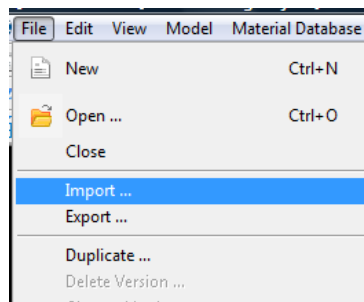 File Edit View Model Material Database
New Ctrl+N
Open ... Ctrl+O
Close
Import ...
Export ...
Duplicate ...
Delete Version ...